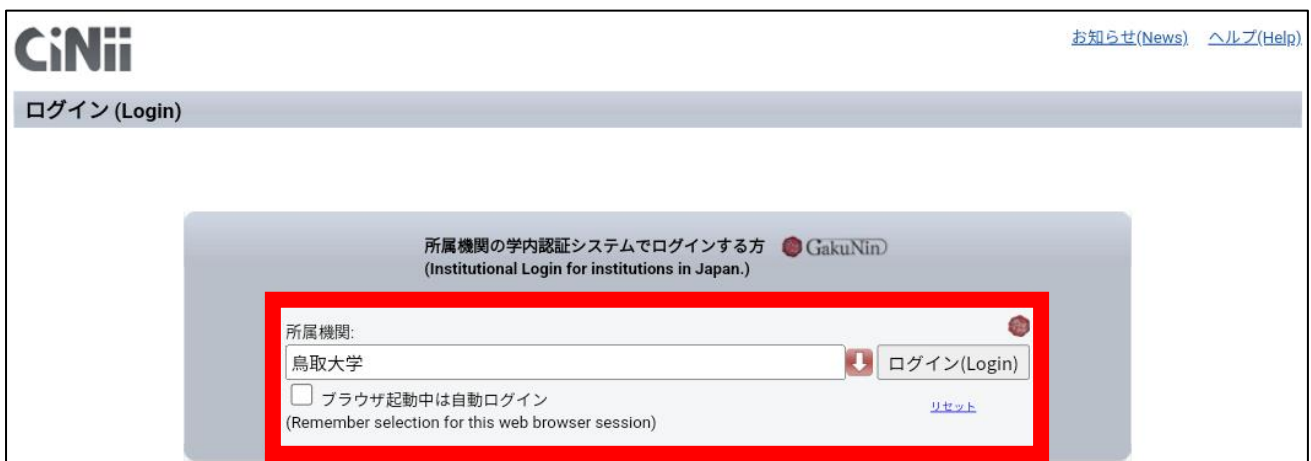 CiNii
お知らせ(News) ヘルプ(Help)
ログイン (Login)
所属機関の学内認証システムでログインする方 GakuNin
(Institutional Login for institutions in Japan.)
所属機関:
鳥取大学 ログイン(Login)
ブラウザ起動中は自動ログイン
(Remember selection for this web browser session)
リセット